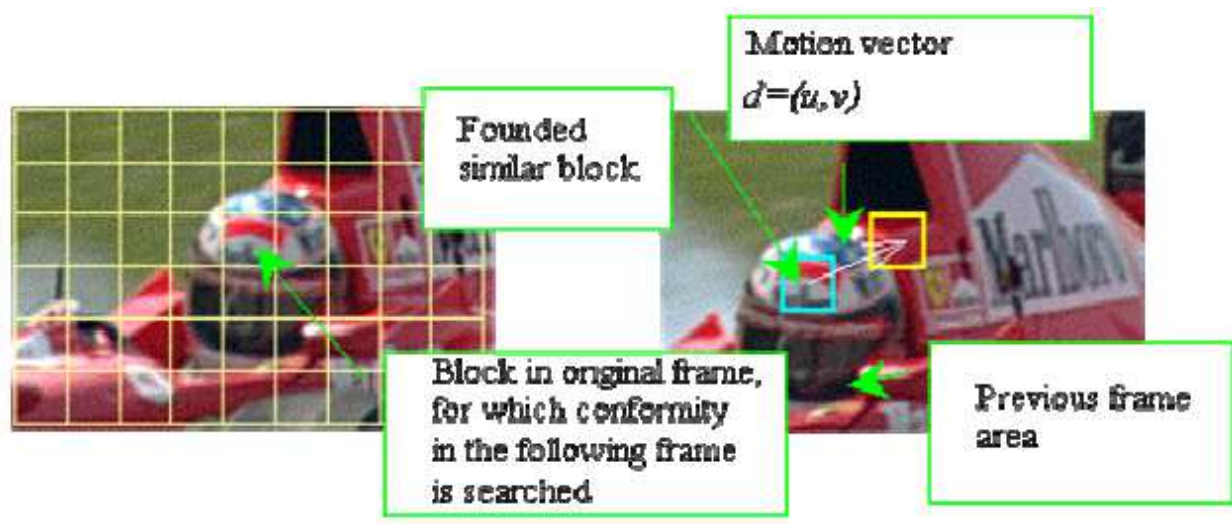 Motion vector
d=(u,v)
Founded
similar block
Marlboro
Block in original frame,
for which conformity
in the following frame
is searched
Previous frame
area